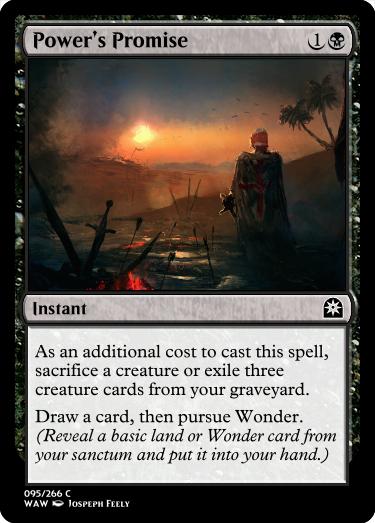 Power's Promise 1
Instant
As an additional cost to cast this spell,
sacrifice a creature or exile three
creature cards from your graveyard.
Draw a card, then pursue Wonder.
(Reveal a basic land or Wonder card from
your sanctum and put it into your hand.)
095/266 C
WAW Jospeph Feely